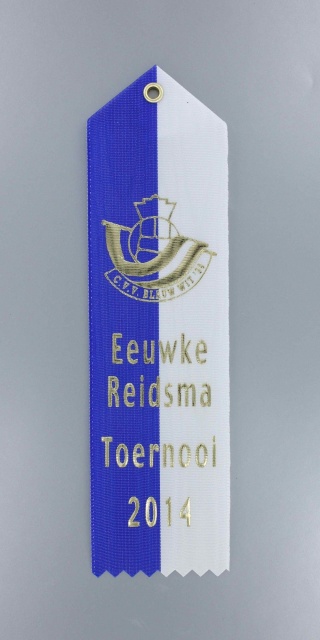 C.V.V. BLAUW WIT '34
Eeuwke
Reidsma
Toernooi
2014